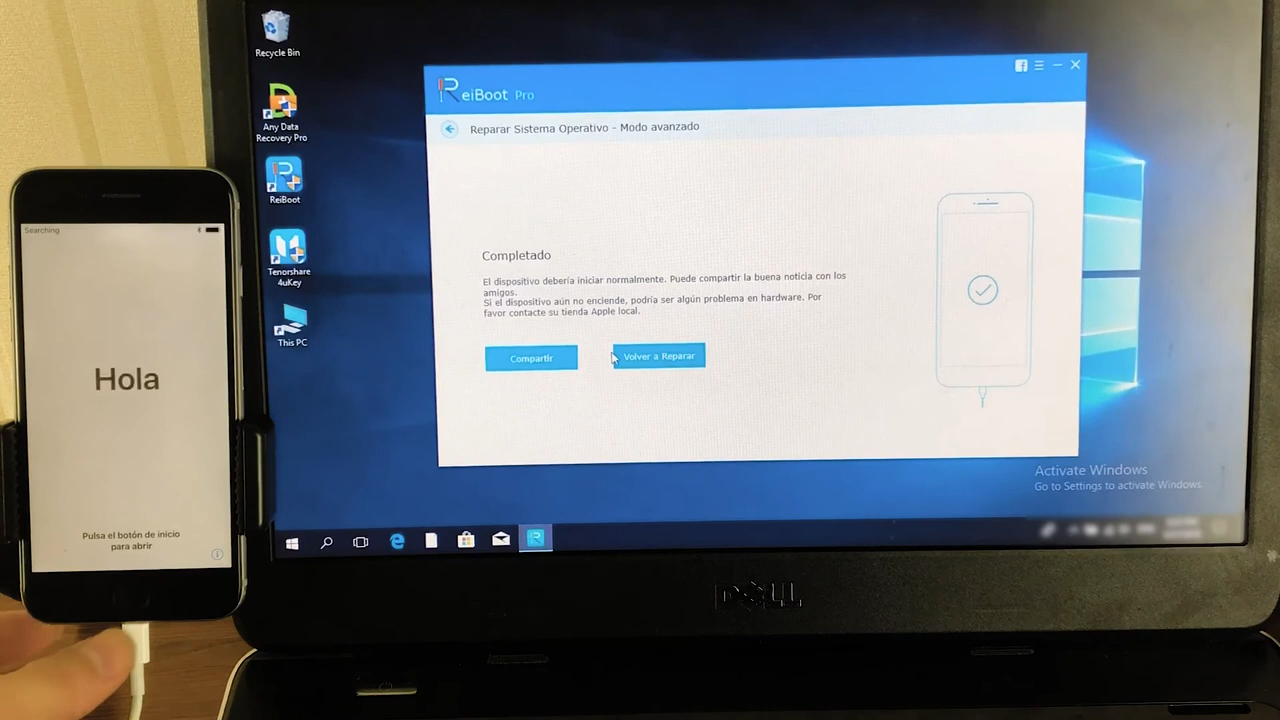 Recycle Bin
Any Data
Recovery Pro
ReiBoot
Tenorshare
4uKey
This PC
ReiBoot Pro
Reparar Sistema Operativo - Modo avanzado
Completado
El dispositivo debería iniciar normalmente. Puede compartir la buena noticia con los
amigos.
Si el dispositivo aún no enciende, podría ser algún problema en hardware. Por
favor contacte su tienda Apple local.
Compartir
Volver a Reparar
Activate Windows
Go to Settings to activate Windows.
DELL
Searching
Hola
Pulsa el botón de inicio
para abrir